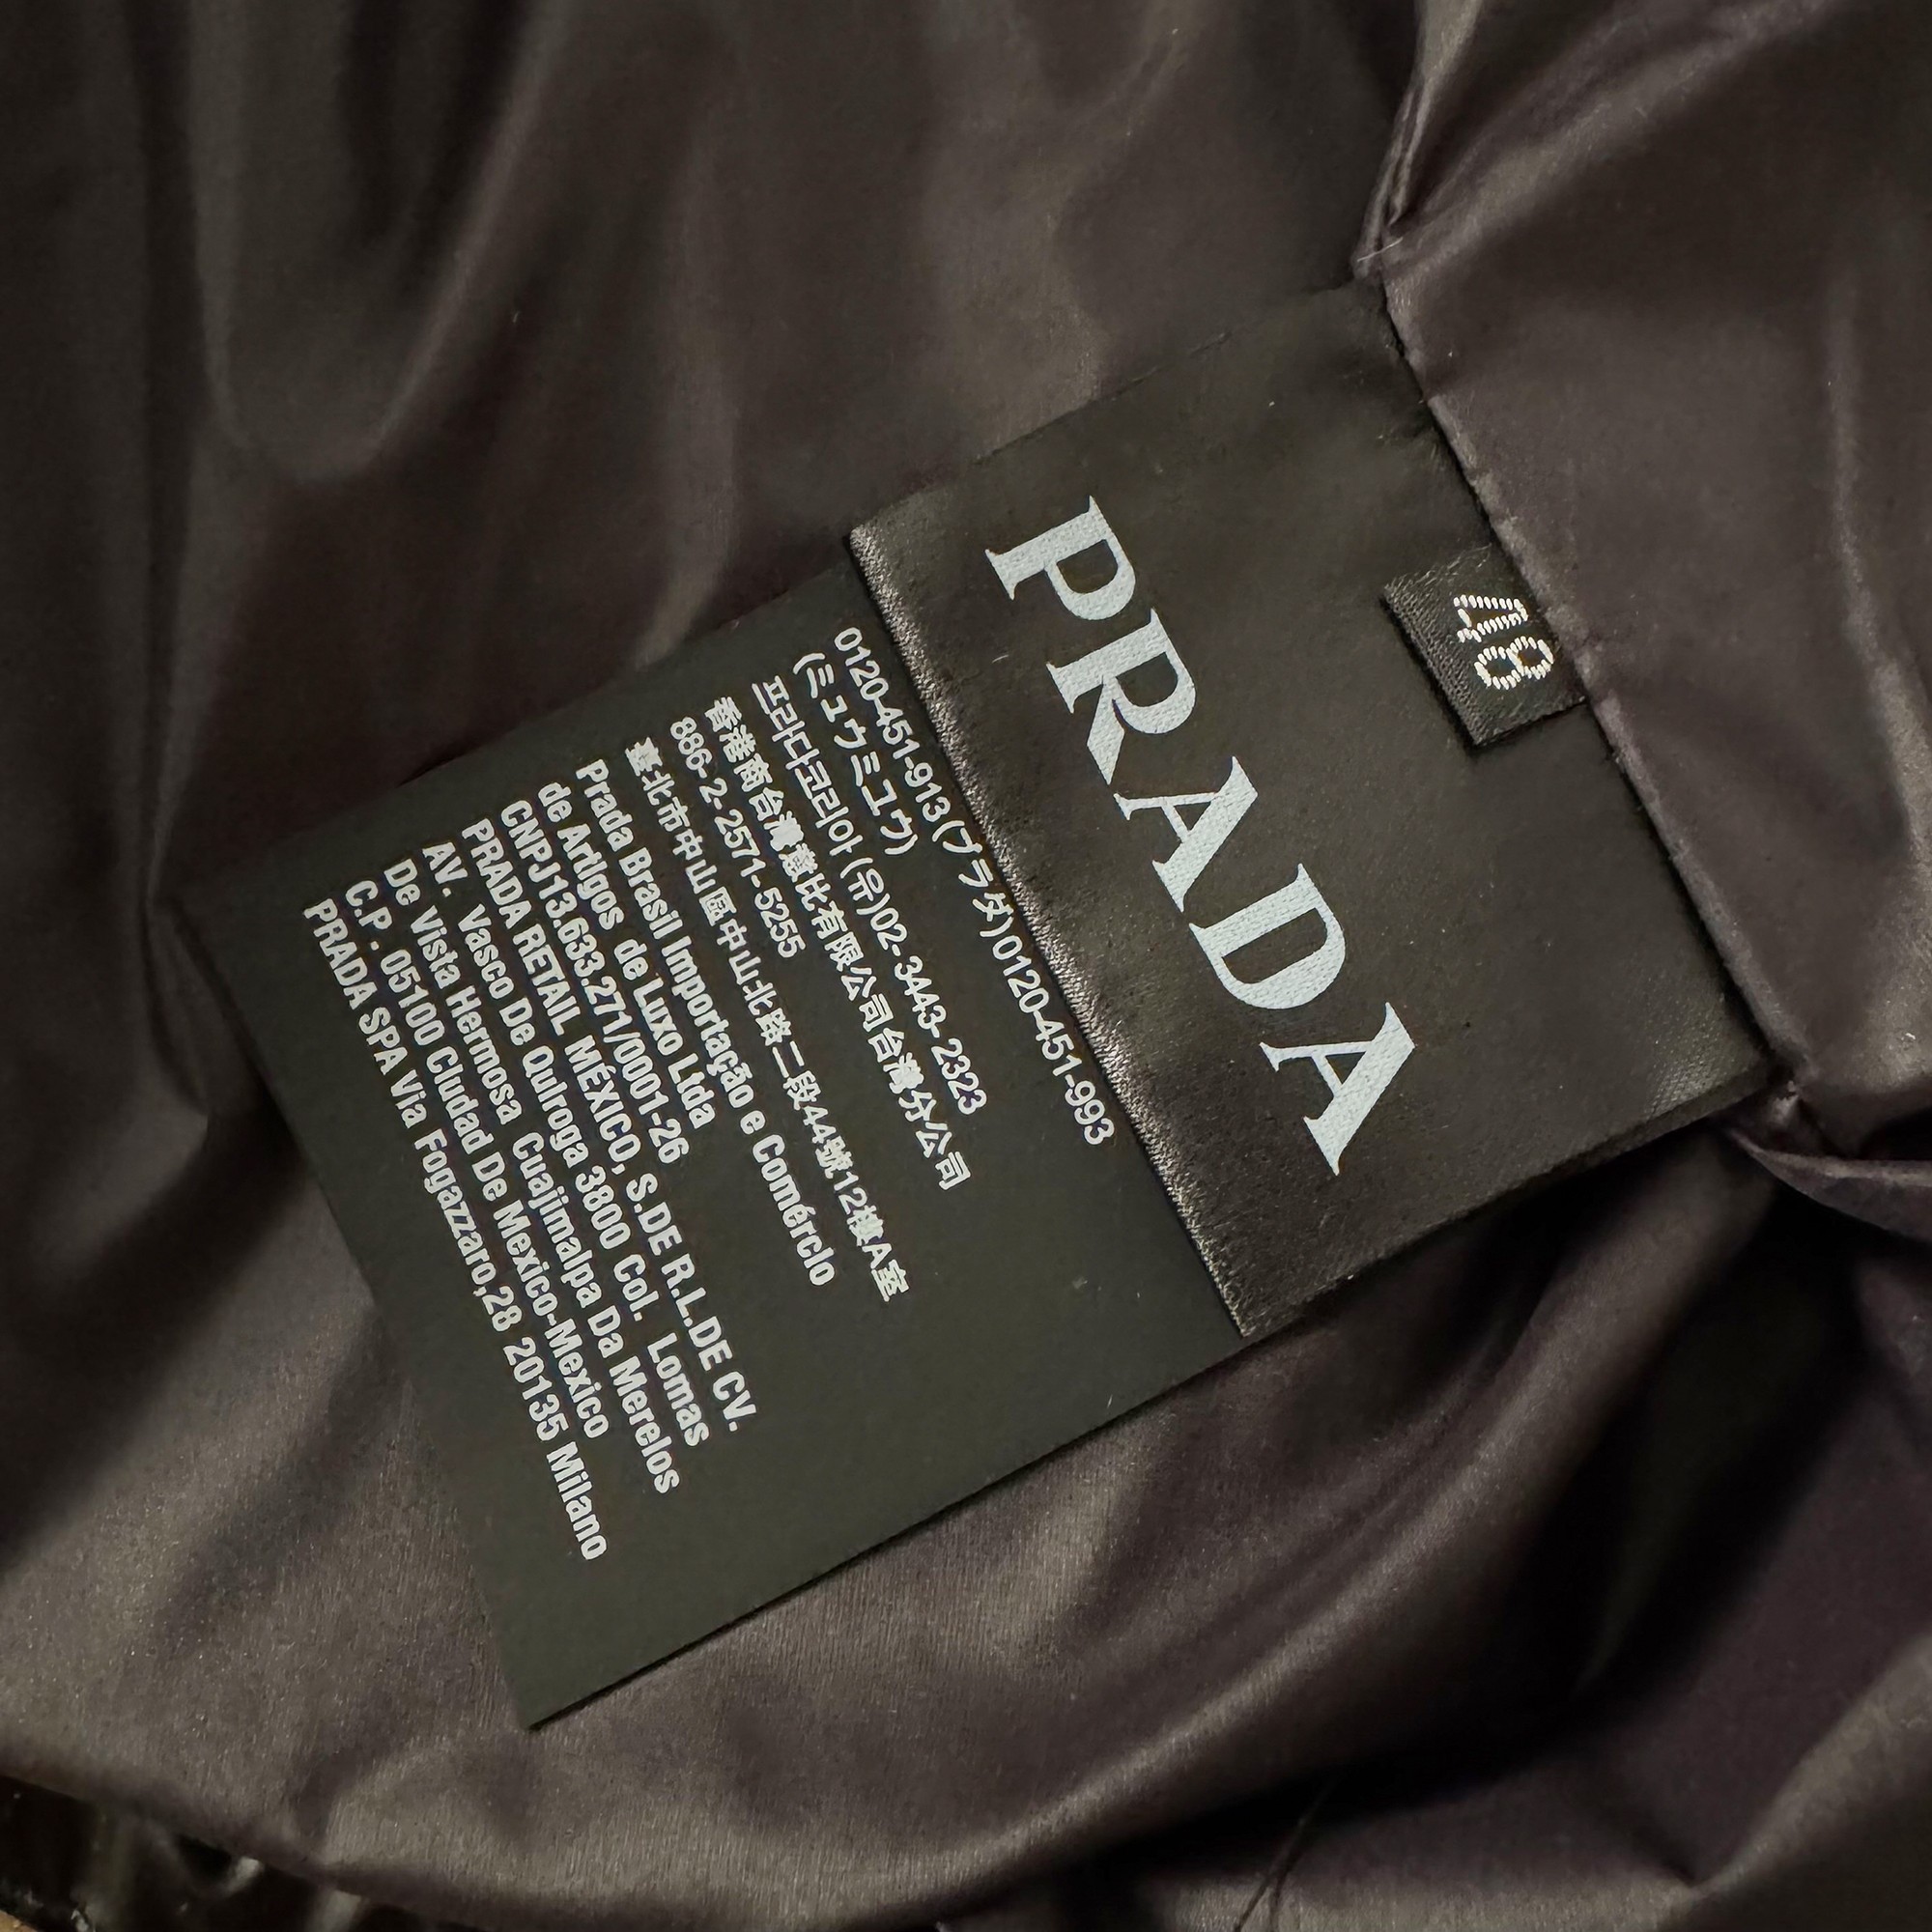 48
PRADA
0120-451-913(プラダ)0120-451-993
(ミュウミュウ)
프라다코리아 (유)02-3443-2323
香港商台灣意比有限公司台灣分公司
886-2-2571-5255
臺北市中山區中山北路二段44號12樓A室
Prada Brasil Importação e Comércio
de Artigos de Luxo Ltda
CNPJ13.633.271/0001-26
PRADA RETAIL MÉXICO, S.DE R.L.DE CV.
AV. Vasco De Quiroga 3800 Col. Lomas
De Vista Hermosa Cuajimalpa Da Merelos
C.P. 05100 Ciudad De Mexico-Mexico
PRADA SPA Via Fogazzaro,28 20135 Milano